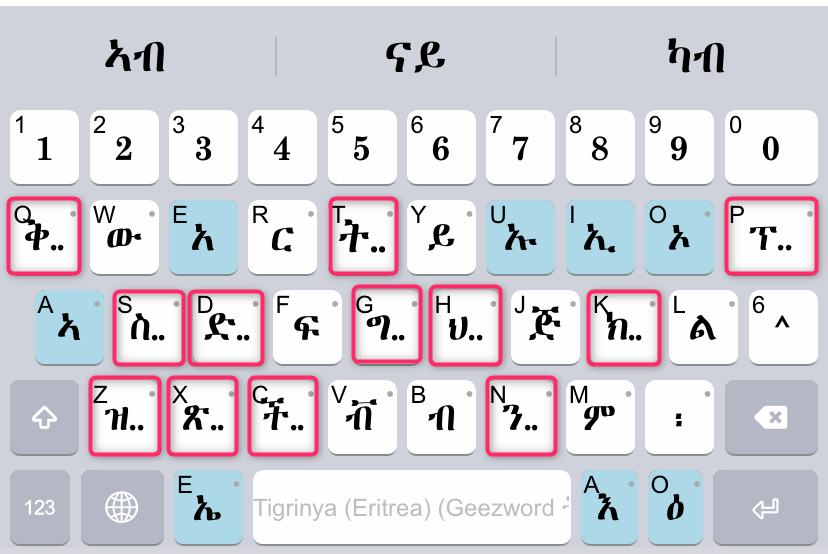 ኣብ ናይ ካብ
1 1 2 2 3 3 4 4 5 5 6 6 7 7 8 8 9 9 0 0
Q ቅ.. W ው E አ R ር T ት.. Y ይ U ኡ I ኢ O ኦ P ፕ..
A ኣ S ስ.. D ድ.. F ፍ G ግ.. H ህ.. J ጅ K ክ.. L ል 6 ^
Z ዝ.. X ጽ.. C ች.. V ቭ B ብ N ን.. M ም ፡
123 E ኤ Tigrinya (Eritrea) (Geezword A እ O ዕ